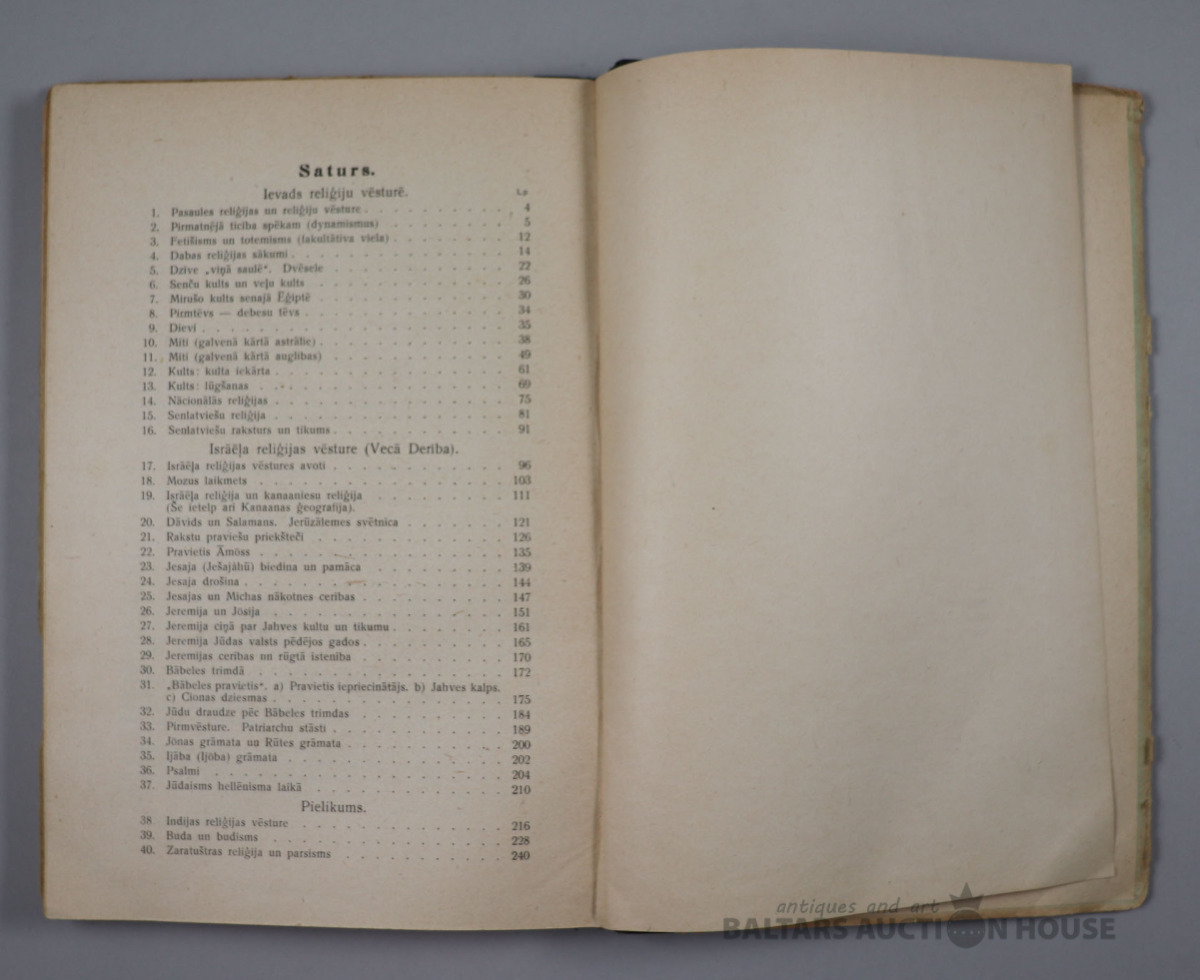 Saturs.
Ievads reliģiju vēsturē.
Lp
1. Pasaules reliģijas un reliģiju vēsture . . . . . . . . . . 4
2. Pirmatnējā ticība spēkam (dynamismus) . . . . . . . . 5
3. Fetišisms un totemisms (fakultātīva viela) . . . . . . . . 12
4. Dabas reliģijas sākumi . . . . . . . . . . . . . . . 14
5. Dzīve „viņā saulē“. Dvēsele . . . . . . . . . . . . 22
6. Senču kults un veļu kults . . . . . . . . . . . . . 26
7. Mirušo kults senajā Ēģiptē . . . . . . . . . . . . . 30
8. Pirmtēvs — debesu tēvs . . . . . . . . . . . . . . 34
9. Dievi . . . . . . . . . . . . . . . . . . . . . 35
10. Mīti (galvenā kārtā astrālie) . . . . . . . . . . . . . 38
11. Mīti (galvenā kārtā auglības) . . . . . . . . . . . . 49
12. Kults: kulta iekārta . . . . . . . . . . . . . . . . 61
13. Kults: lūgšanas . . . . . . . . . . . . . . . . . 69
14. Nācionālās reliģijas . . . . . . . . . . . . . . . . 75
15. Senlatviešu reliģija . . . . . . . . . . . . . . . . 81
16. Senlatviešu raksturs un tikums . . . . . . . . . . . . 91
Isrāēļa reliģijas vēsture (Vecā Derība).
17. Isrāēļa reliģijas vēstures avoti . . . . . . . . . . . . 96
18. Mozus laikmets . . . . . . . . . . . . . . . . . 103
19. Isrāēļa reliģija un kanaaniešu reliģija . . . . . . . . . 111
(Še ietelp arī Kanaanas ģeografija).
20. Dāvids un Salamans. Jerūzālemes svētnīca . . . . . . . 121
21. Rakstu praviešu priekšteči . . . . . . . . . . . . . 126
22. Pravietis Āmōss . . . . . . . . . . . . . . . . . 135
23. Jesaja (Ješajāhū) biedina un pamāca . . . . . . . . . 139
24. Jesaja drošina . . . . . . . . . . . . . . . . . . 144
25. Jesajas un Michas nākotnes cerības . . . . . . . . . . 147
26. Jeremija un Jōsija . . . . . . . . . . . . . . . . 151
27. Jeremija cīņā par Jahves kultu un tikumu . . . . . . . . 161
28. Jeremija Jūdas valsts pēdējos gados . . . . . . . . . . 165
29. Jeremijas cerības un rūgtā īstenība . . . . . . . . . . 170
30. Bābeles trimdā . . . . . . . . . . . . . . . . . 172
31. „Bābeles pravietis“. a) Pravietis iepriecinātājs. b) Jahves kalps.
c) Cionas dziesmas . . . . . . . . . . . . . . . . 175
32. Jūdu draudze pēc Bābeles trimdas . . . . . . . . . . 184
33. Pirmvēsture. Patriarchu stāsti . . . . . . . . . . . . 189
34. Jonas grāmata un Rūtes grāmata . . . . . . . . . . . 200
35. Ijāba (Ijōba) grāmata . . . . . . . . . . . . . . . 202
36. Psalmi . . . . . . . . . . . . . . . . . . . . 204
37. Jūdaisms hellēnisma laikā . . . . . . . . . . . . . 210
Pielikums.
38 Indijas reliģijas vēsture . . . . . . . . . . . . . . 216
39. Buda un budisms . . . . . . . . . . . . . . . . 228
40. Zaratuštras reliģija un parsisms . . . . . . . . . . . 240
antiques and art
BALTARS AUCTION HOUSE